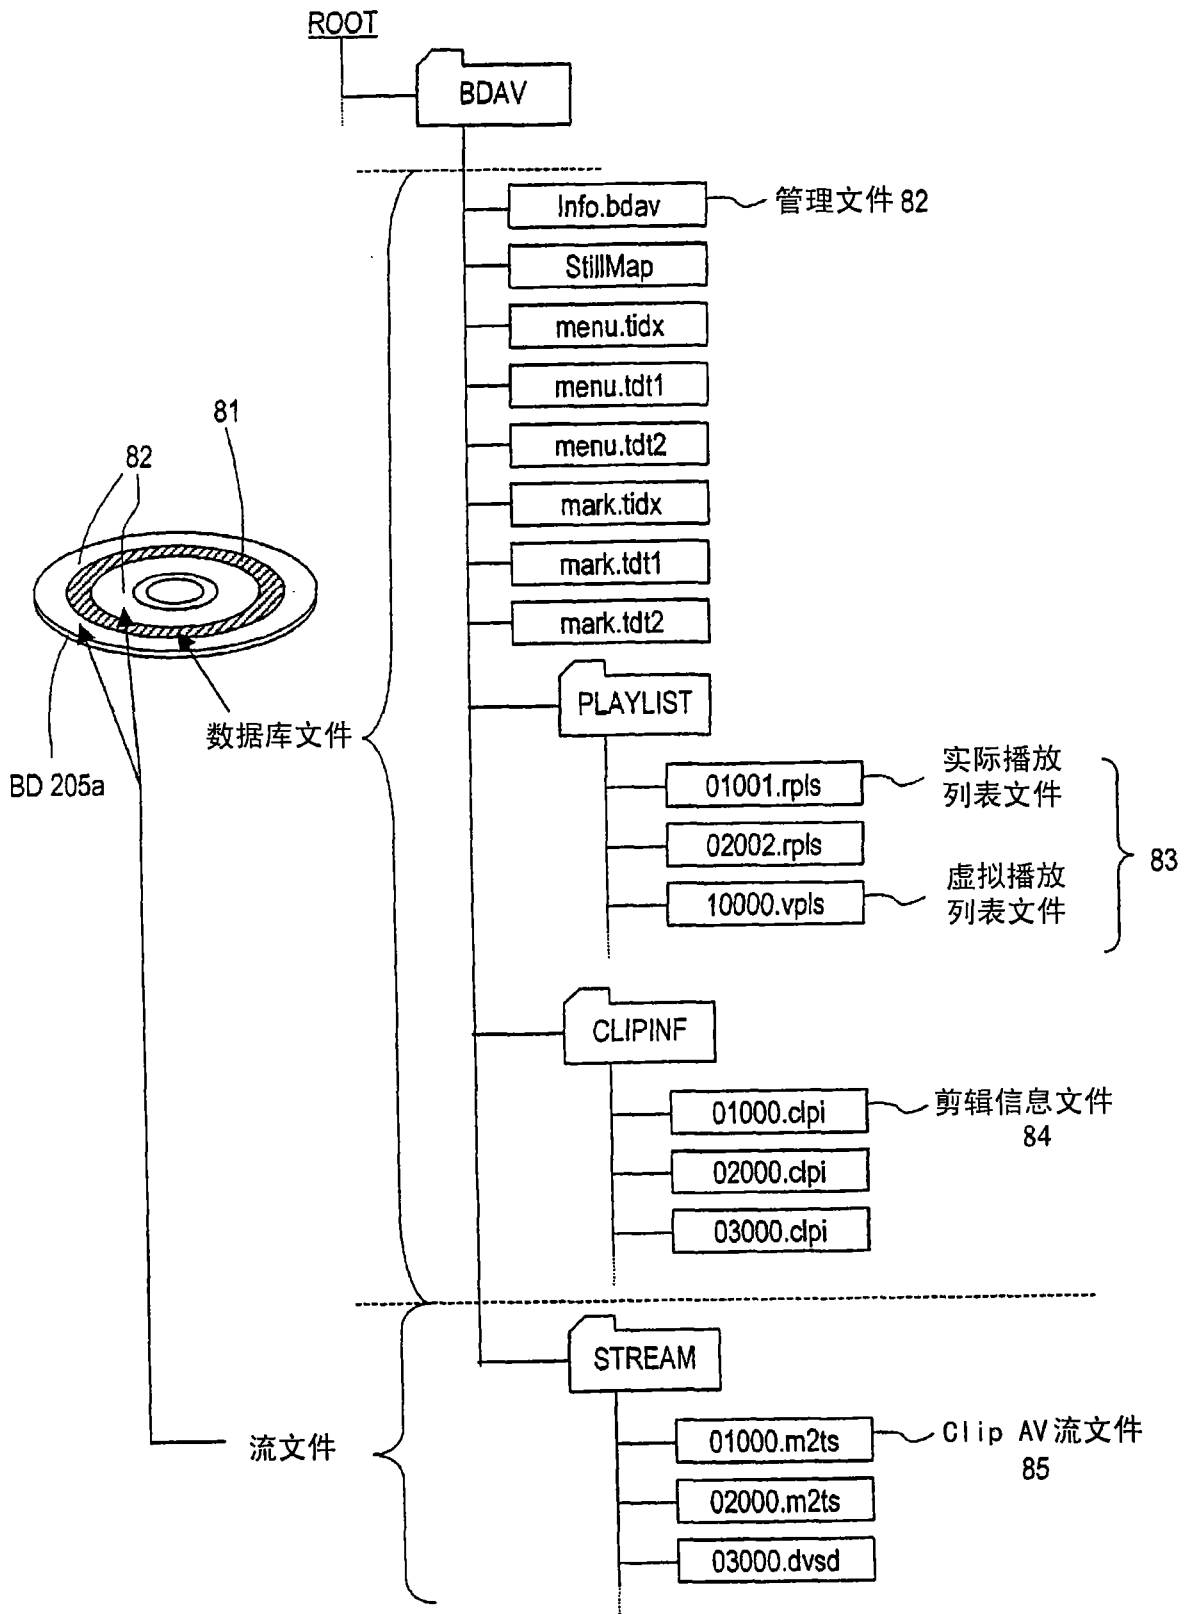 ROOT
BDAV
Info.bdav
管理文件 82
StillMap
menu.tidx
menu.tdt1
menu.tdt2
mark.tidx
mark.tdt1
mark.tdt2
81
82
BD 205a
数据库文件
PLAYLIST
01001.rpls
实际播放
列表文件
02002.rpls
10000.vpls
虚拟播放
列表文件
83
CLIPINF
01000.clpi
剪辑信息文件
84
02000.clpi
03000.clpi
STREAM
流文件
01000.m2ts
Clip AV流文件
85
02000.m2ts
03000.dvsd